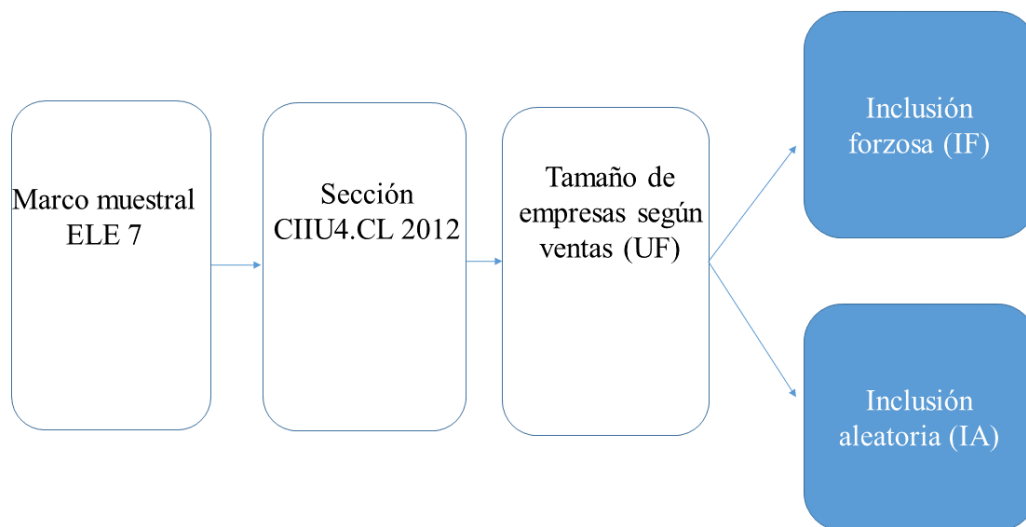 Marco muestral
ELE 7
Sección
CIIU4.CL 2012
Tamaño de
empresas según
ventas (UF)
Inclusión
forzosa (IF)
Inclusión
aleatoria (IA)